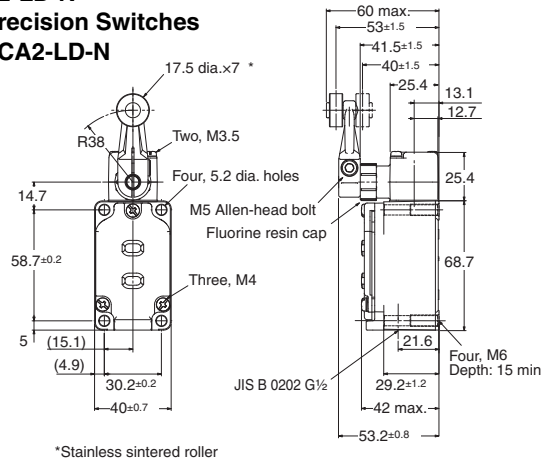 recision Switches
CA2-LD-N
17.5 dia.×7 *
R38
Two, M3.5
14.7
Four, 5.2 dia. holes
M5 Allen-head bolt
Fluorine resin cap
58.7±0.2
Three, M4
5
(15.1)
(4.9)
30.2±0.2
40±0.7
JIS B 0202 G½
*Stainless sintered roller
60 max.
53±1.5
41.5±1.5
40±1.5
25.4
13.1
12.7
25.4
68.7
21.6
Four, M6
Depth: 15 min
29.2±1.2
42 max.
53.2±0.8